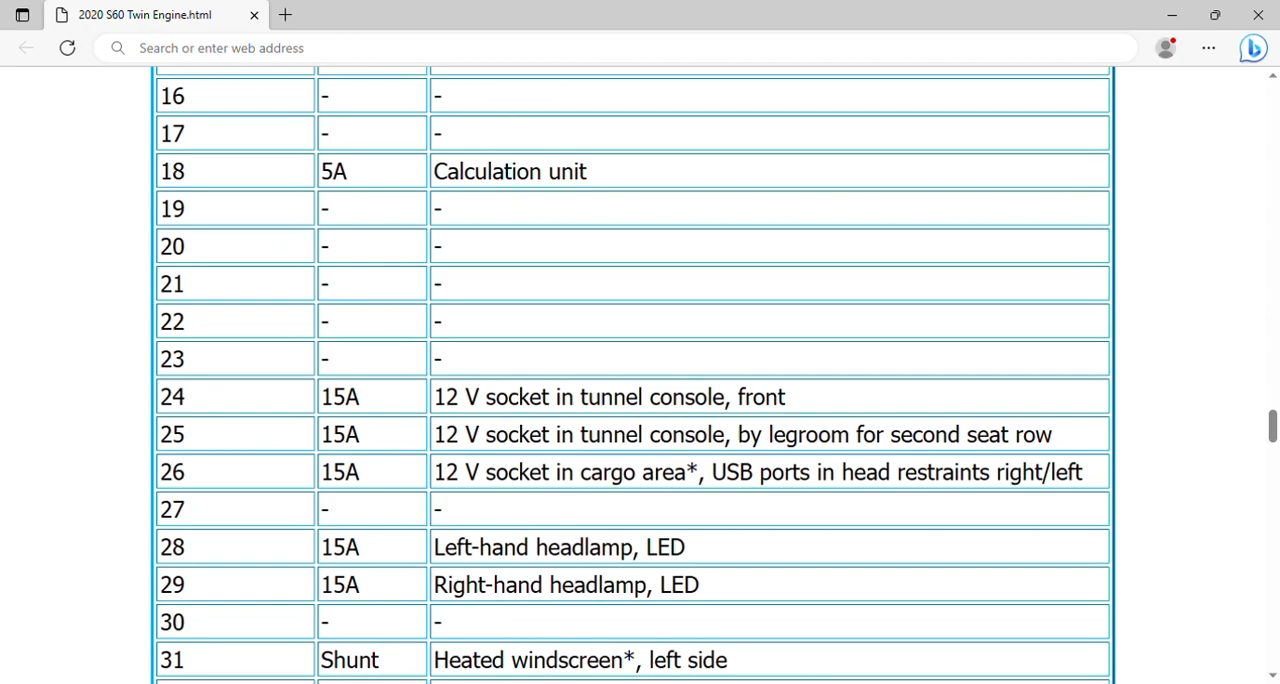 2020 S60 Twin Engine.html
Search or enter web address
16 - -
17 - -
18 5A Calculation unit
19 - -
20 - -
21 - -
22 - -
23 - -
24 15A 12 V socket in tunnel console, front
25 15A 12 V socket in tunnel console, by legroom for second seat row
26 15A 12 V socket in cargo area*, USB ports in head restraints right/left
27 - -
28 15A Left-hand headlamp, LED
29 15A Right-hand headlamp, LED
30 - -
31 Shunt Heated windscreen*, left side